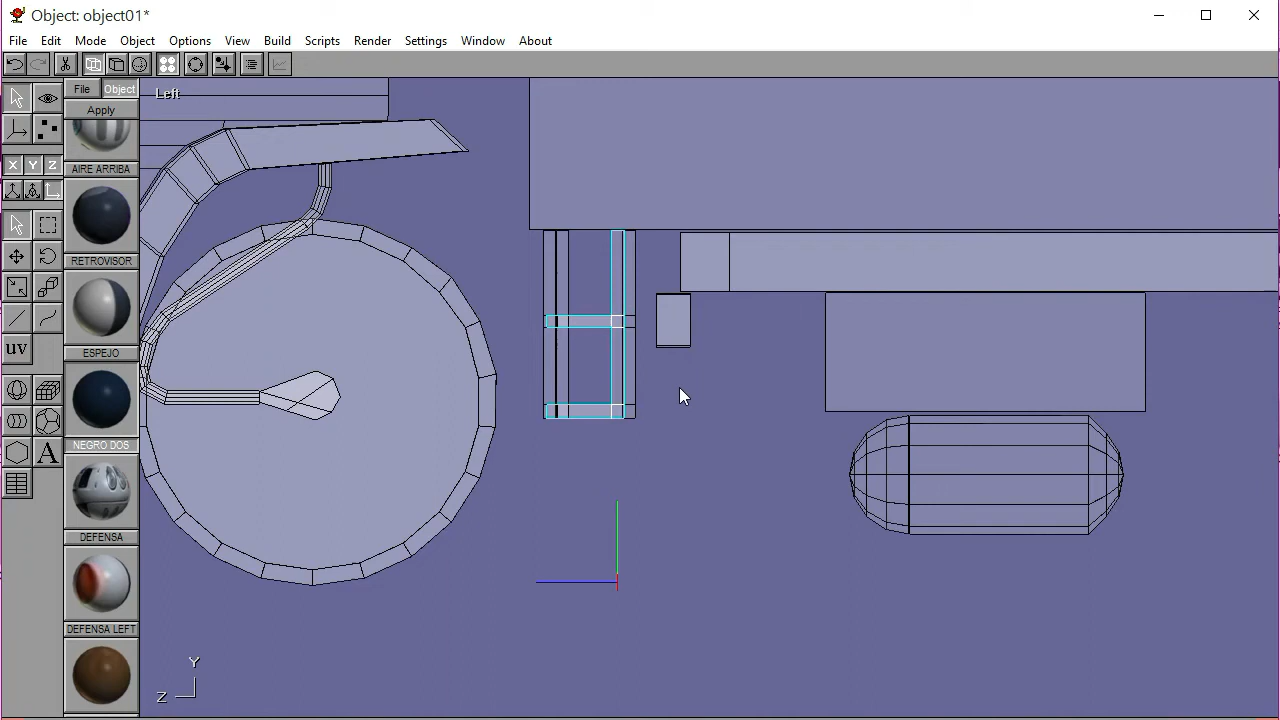 Object: object01*
File Edit Mode Object Options View Build Scripts Render Settings Window About
File Object
Apply
Left
AIRE ARRIBA
X Y Z
RETROVISOR
uv
ESPEJO
NEGRO DOS
A
DEFENSA
DEFENSA LEFT
Y
Z